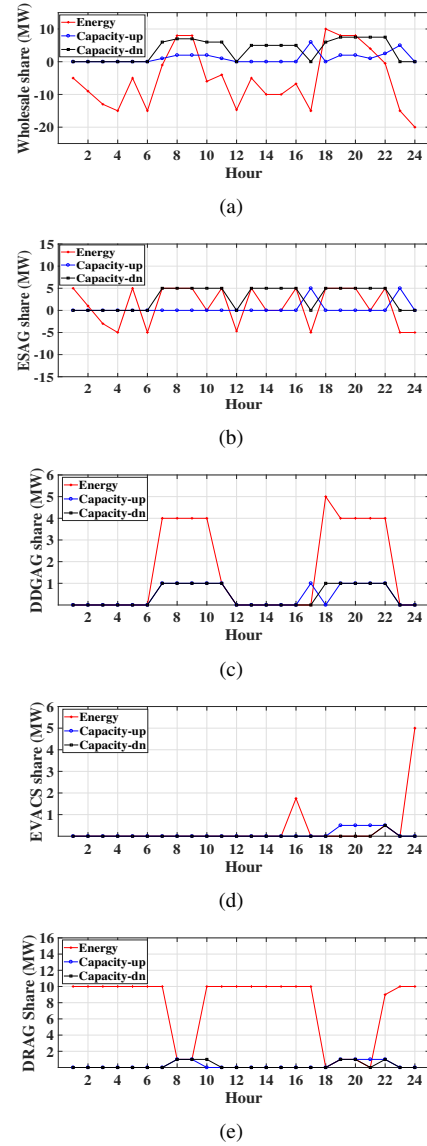 Wholesale share (MW)
10
0
-10
-20
Energy
Capacity-up
Capacity-dn
2 4 6 8 10 12 14 16 18 20 22 24
Hour
(a)
ESAG share (MW)
15
10
5
0
-5
-10
-15
Energy
Capacity-up
Capacity-dn
2 4 6 8 10 12 14 16 18 20 22 24
Hour
(b)
DDGAG share (MW)
6
5
4
3
2
1
Energy
Capacity-up
Capacity-dn
2 4 6 8 10 12 14 16 18 20 22 24
Hour
(c)
EVACS share (MW)
6
5
4
3
2
1
Energy
Capacity-up
Capacity-dn
2 4 6 8 10 12 14 16 18 20 22 24
Hour
(d)
DRAG Share (MW)
16
14
12
10
8
6
4
2
Energy
Capacity-up
Capacity-dn
2 4 6 8 10 12 14 16 18 20 22 24
Hour
(e)